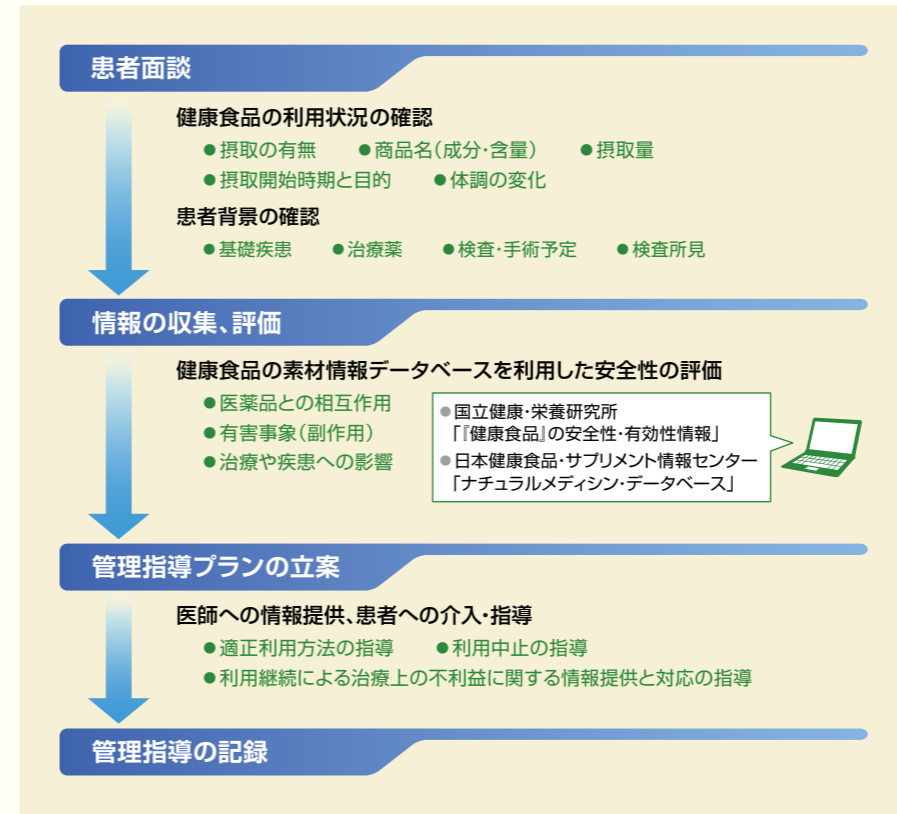 患者面談
健康食品の利用状況の確認
●摂取の有無 ●商品名（成分・含量） ●摂取量
●摂取開始時期と目的 ●体調の変化
患者背景の確認
●基礎疾患 ●治療薬 ●検査・手術予定 ●検査所見
情報の収集、評価
健康食品の素材情報データベースを利用した安全性の評価
●医薬品との相互作用
●有害事象（副作用）
●治療や疾患への影響
●国立健康・栄養研究所
「『健康食品』の安全性・有効性情報」
●日本健康食品・サプリメント情報センター
「ナチュラルメディシン・データベース」
管理指導プランの立案
医師への情報提供、患者への介入・指導
●適正利用方法の指導 ●利用中止の指導
●利用継続による治療上の不利益に関する情報提供と対応の指導
管理指導の記録